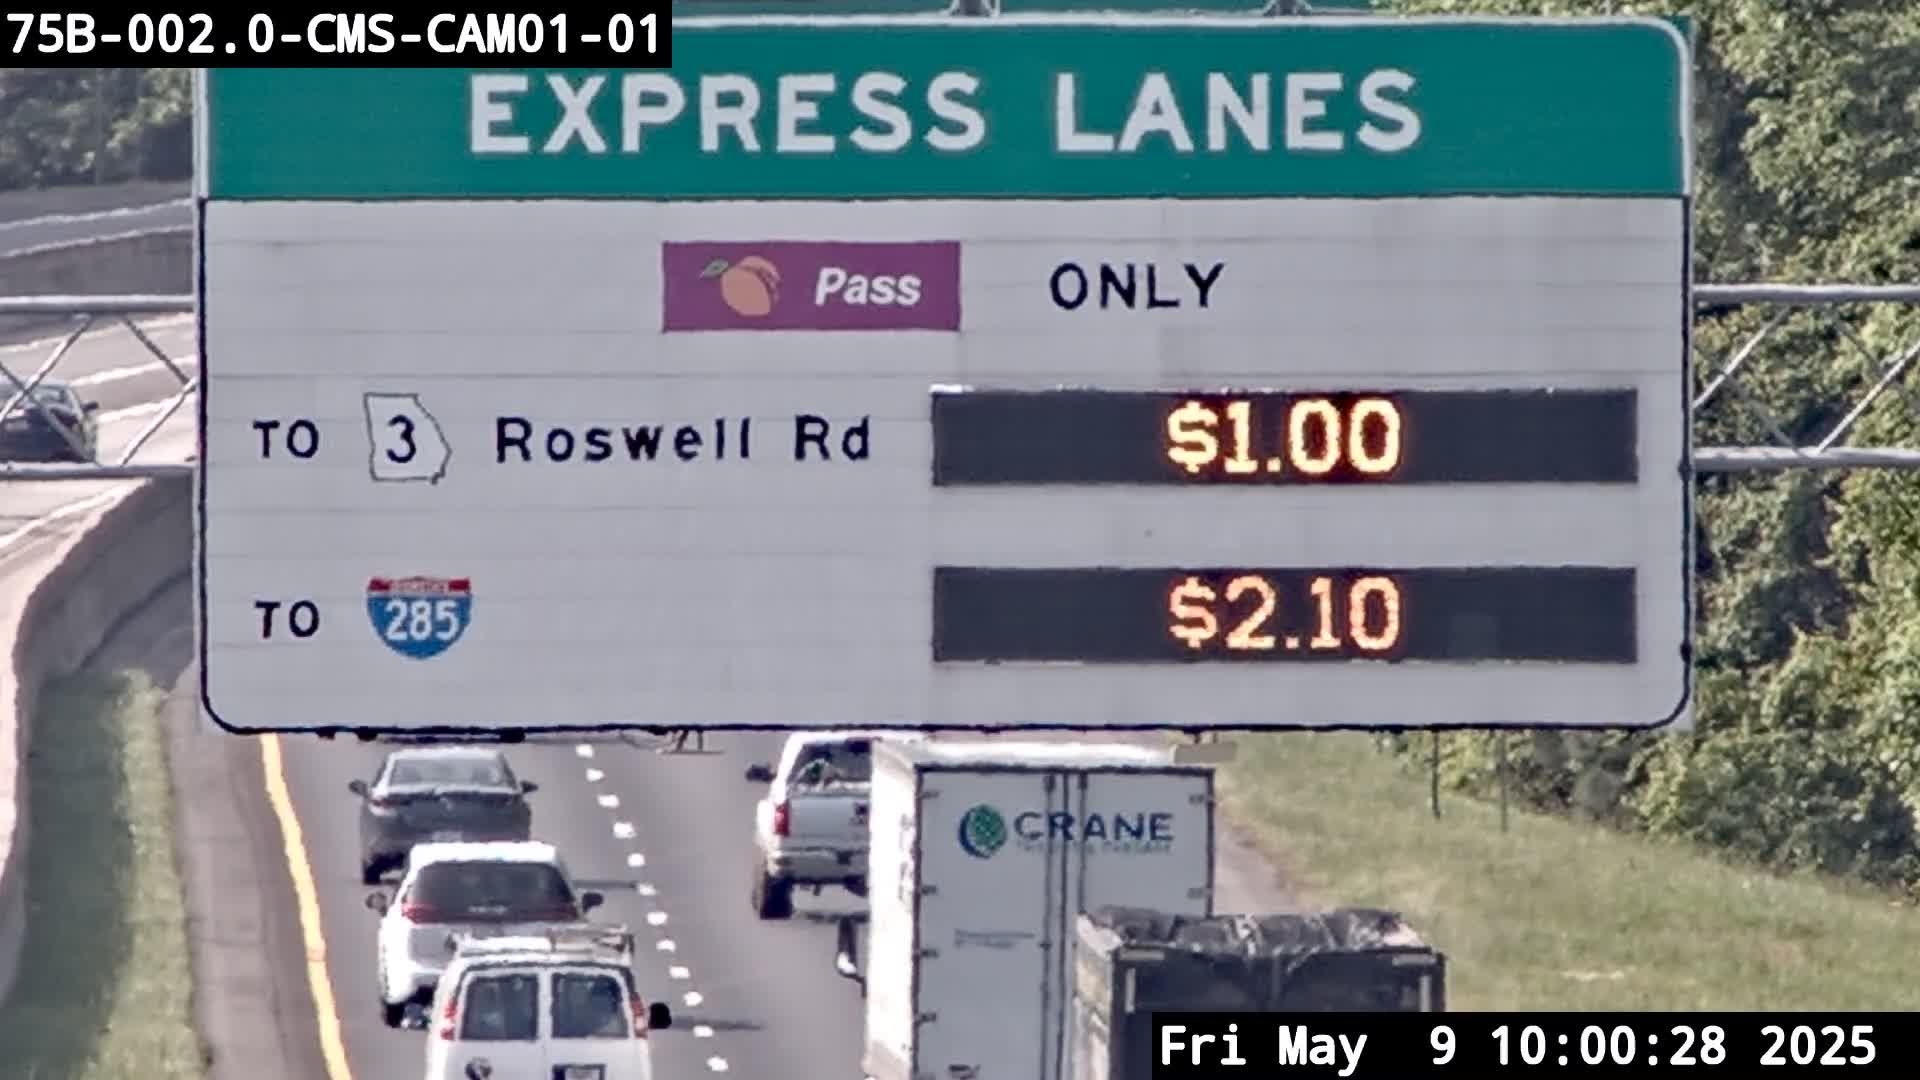 75B-002.0-CMS-CAM01-01
EXPRESS LANES
Pass ONLY
TO 3 Roswell Rd $1.00
TO 285 $2.10
CRANE
Fri May 9 10:00:28 2025